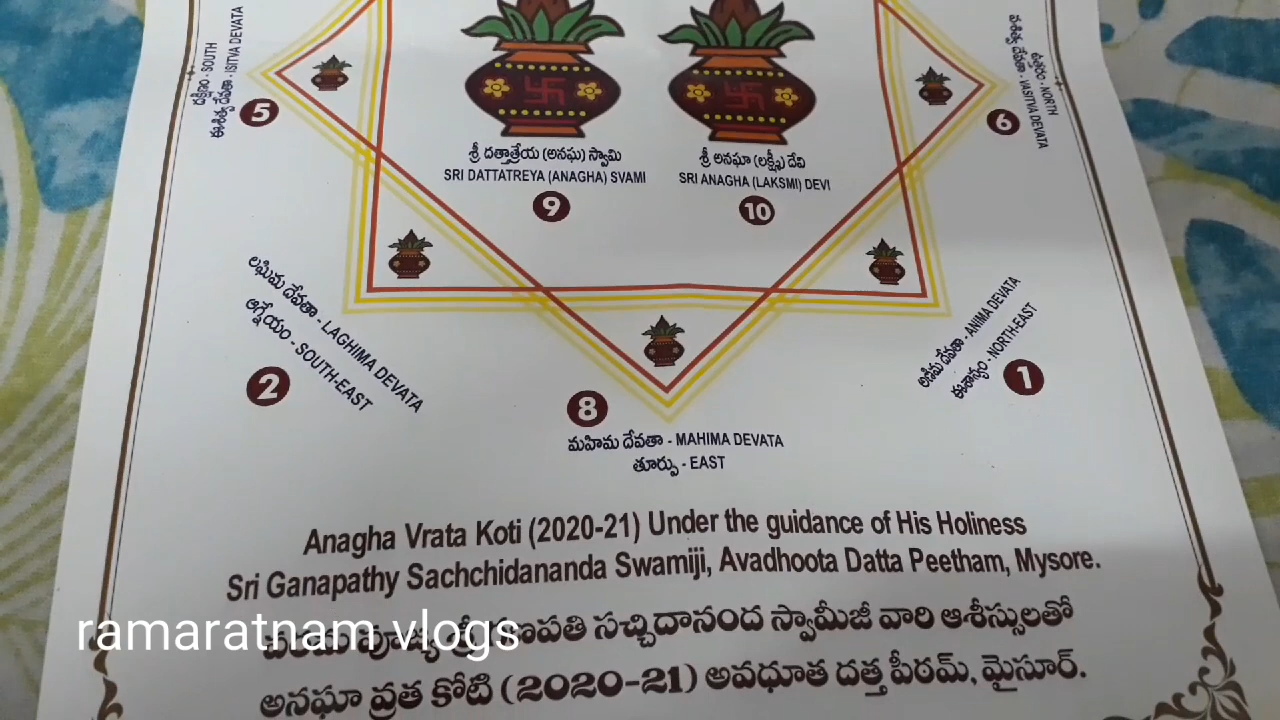 దక్షిణం - SOUTH
ఈశిత్వ దేవతా - ISITVA DEVATA
5
ఉత్తరం - NORTH
వశిత్వ దేవతా - VASITVA DEVATA
6
శ్రీ దత్తాత్రేయ (అనఘ) స్వామి
SRI DATTATREYA (ANAGHA) SVAMI
9
శ్రీ అనఘా (లక్ష్మీ) దేవి
SRI ANAGHA (LAKSMI) DEVI
10
లఘిమ దేవతా - LAGHIMA DEVATA
ఆగ్నేయం - SOUTH-EAST
2
అణిమ దేవతా - ANIMA DEVATA
ఈశాన్యం - NORTH-EAST
1
8
మహిమ దేవతా - MAHIMA DEVATA
తూర్పు - EAST
Anagha Vrata Koti (2020-21) Under the guidance of His Holiness
Sri Ganapathy Sachchidananda Swamiji, Avadhoota Datta Peetham, Mysore.
పరమ పూజ్య శ్రీ గణపతి సచ్చిదానంద స్వామీజీ వారి ఆశీస్సులతో
అనఘా వ్రత కోటి (2020-21) అవధూత దత్త పీఠమ్, మైసూర్.
ramaratnam vlogs